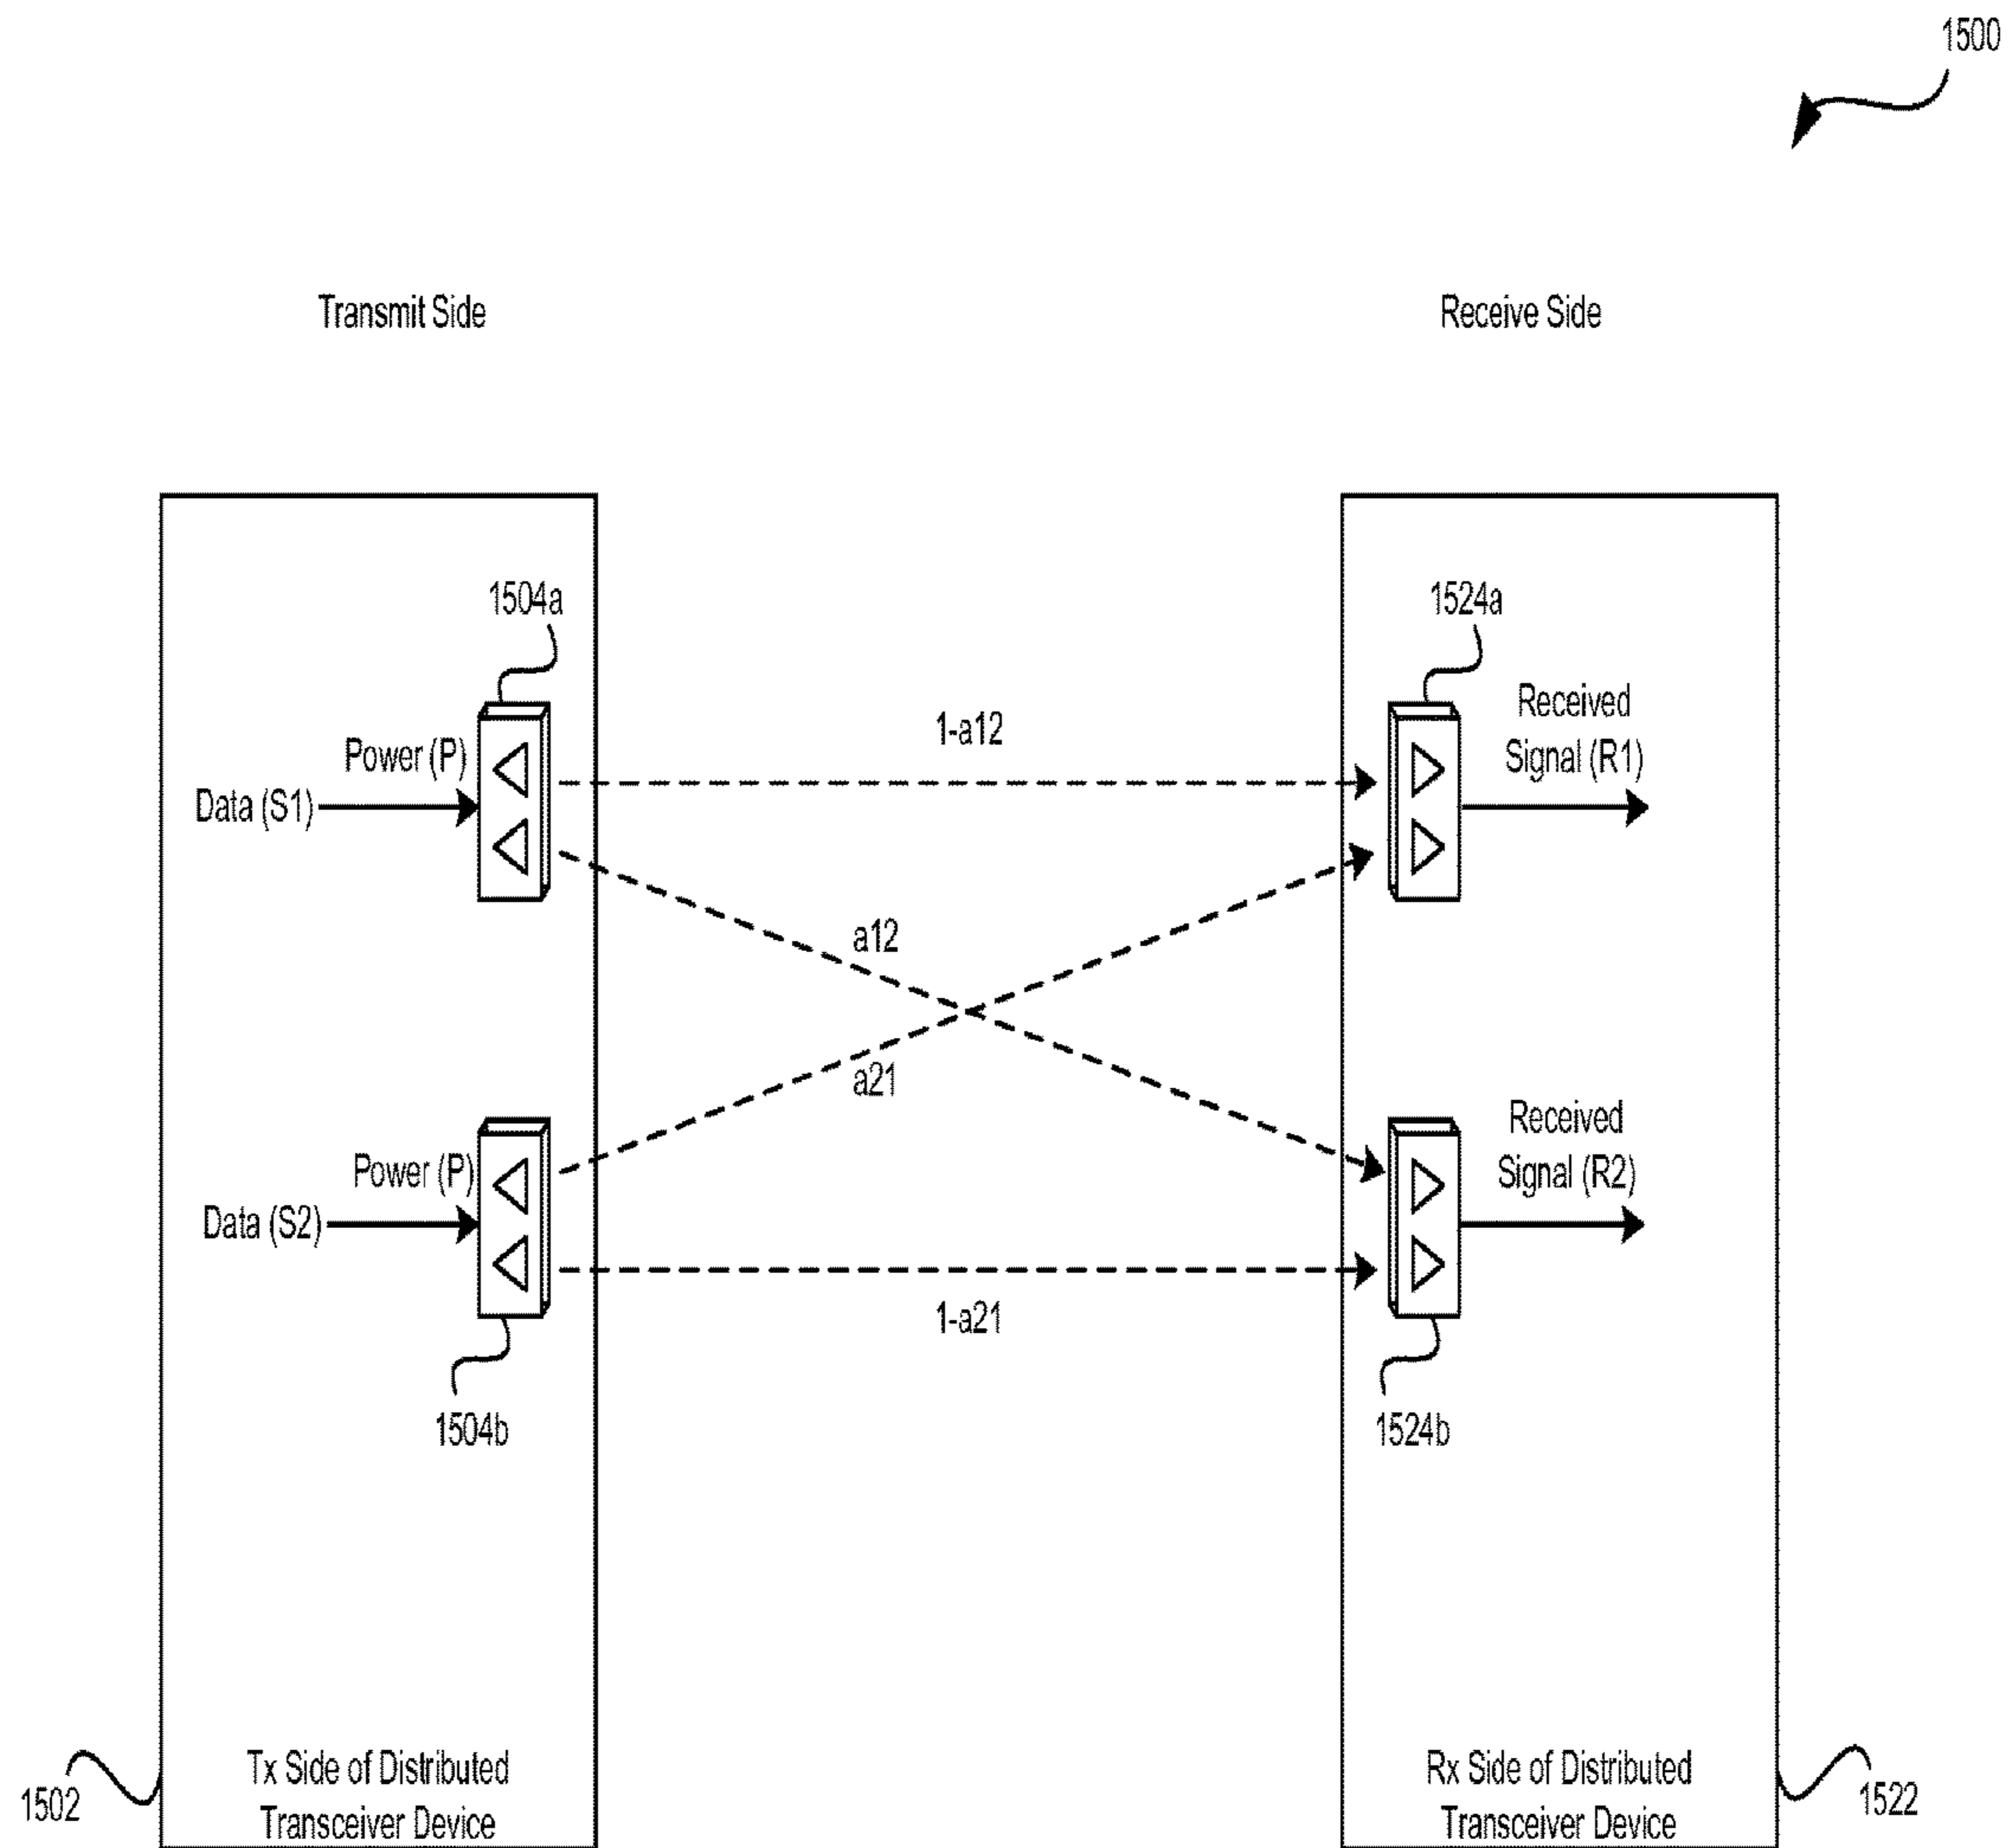 1500
Transmit Side
Receive Side
1504a
1524a
Power (P)
Data (S1)
1-a12
Received
Signal (R1)
a12
a21
Power (P)
Data (S2)
Received
Signal (R2)
1-a21
1504b
1524b
1502
Tx Side of Distributed
Transceiver Device
Rx Side of Distributed
Transceiver Device
1522